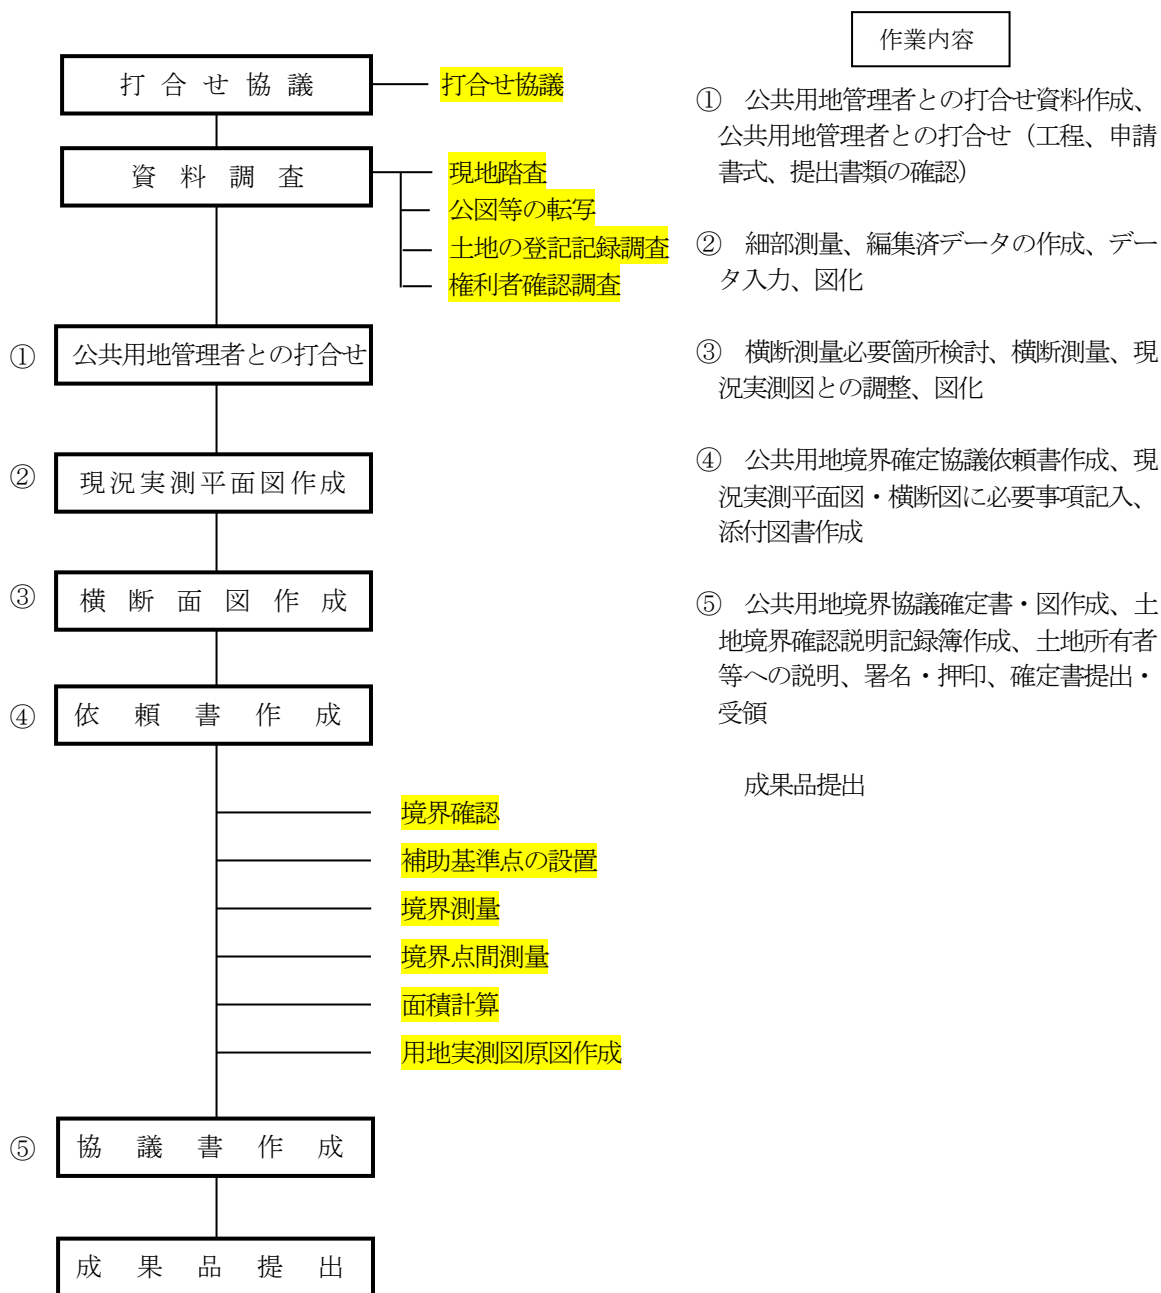 作業内容
打合せ協議
打合せ協議
資料調査
現地踏査
公図等の転写
土地の登記記録調査
権利者確認調査
① 公共用地管理者との打合せ
② 現況実測平面図作成
③ 横断面図作成
④ 依頼書作成
境界確認
補助基準点の設置
境界測量
境界点間測量
面積計算
用地実測図原図作成
⑤ 協議書作成
成果品提出
① 公共用地管理者との打合せ資料作成、
公共用地管理者との打合せ（工程、申請
書式、提出書類の確認）
② 細部測量、編集済データの作成、デー
タ入力、図化
③ 横断測量必要箇所検討、横断測量、現
況実測図との調整、図化
④ 公共用地境界確定協議依頼書作成、現
況実測平面図・横断図に必要事項記入、
添付図書作成
⑤ 公共用地境界協議確定書・図作成、土
地境界確認説明記録簿作成、土地所有者
等への説明、署名・押印、確定書提出・
受領
成果品提出